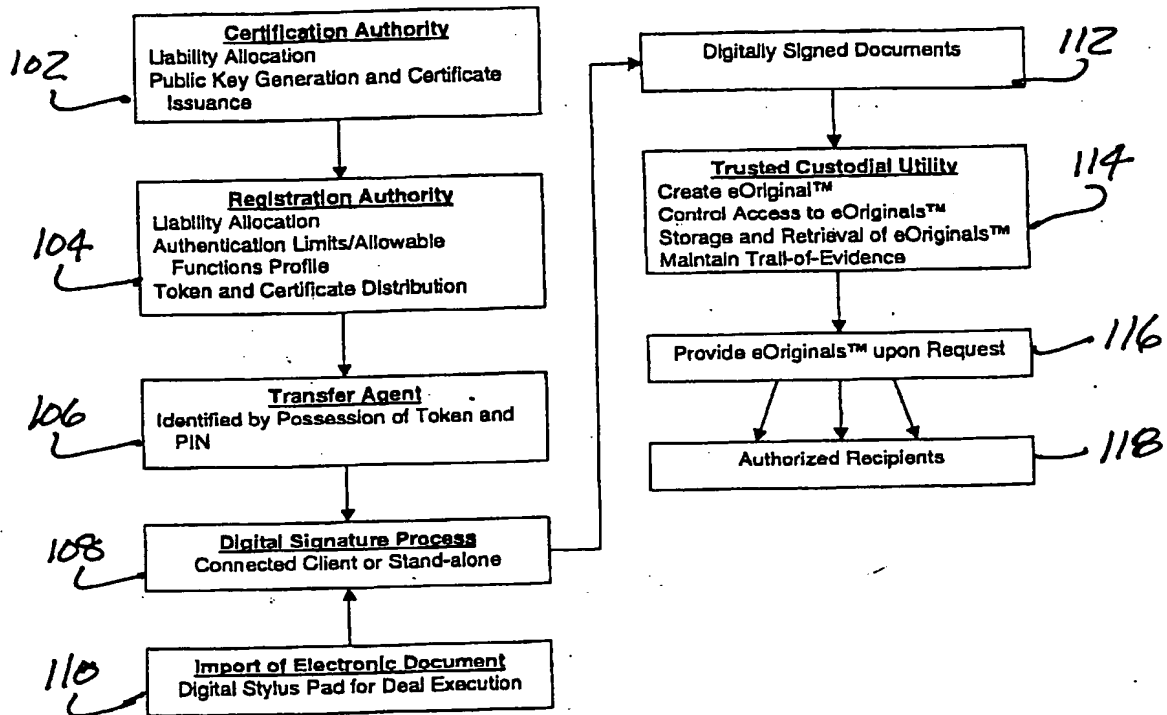 102
Certification Authority
Liability Allocation
Public Key Generation and Certificate
Issuance
104
Registration Authority
Liability Allocation
Authentication Limits/Allowable
Functions Profile
Token and Certificate Distribution
106
Transfer Agent
Identified by Possession of Token and
PIN
108
Digital Signature Process
Connected Client or Stand-alone
110
Import of Electronic Document
Digital Stylus Pad for Deal Execution
Digitally Signed Documents
112
Trusted Custodial Utility
Create eOriginal™
Control Access to eOriginals™
Storage and Retrieval of eOriginals™
Maintain Trail-of-Evidence
114
Provide eOriginals™ upon Request
116
Authorized Recipients
118